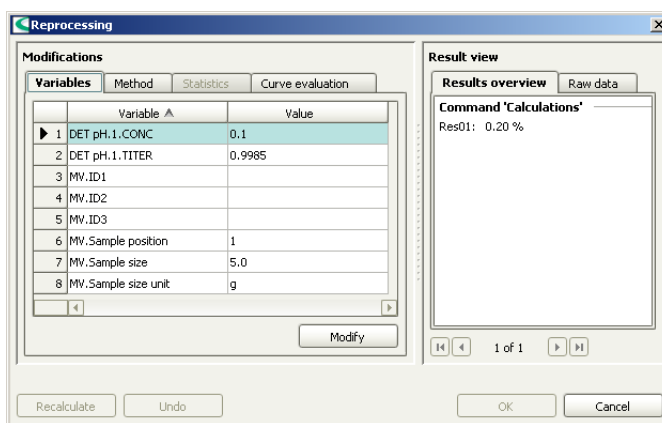 Reprocessing
Modifications
Variables Method Statistics Curve evaluation
Variable Value
1 DET pH.1.CONC 0.1
2 DET pH.1.TITER 0.9985
3 MV.ID1
4 MV.ID2
5 MV.ID3
6 MV.Sample position 1
7 MV.Sample size 5.0
8 MV.Sample size unit g
Modify
Result view
Results overview Raw data
Command 'Calculations'
Res01: 0.20 %
1 of 1
Recalculate Undo OK Cancel